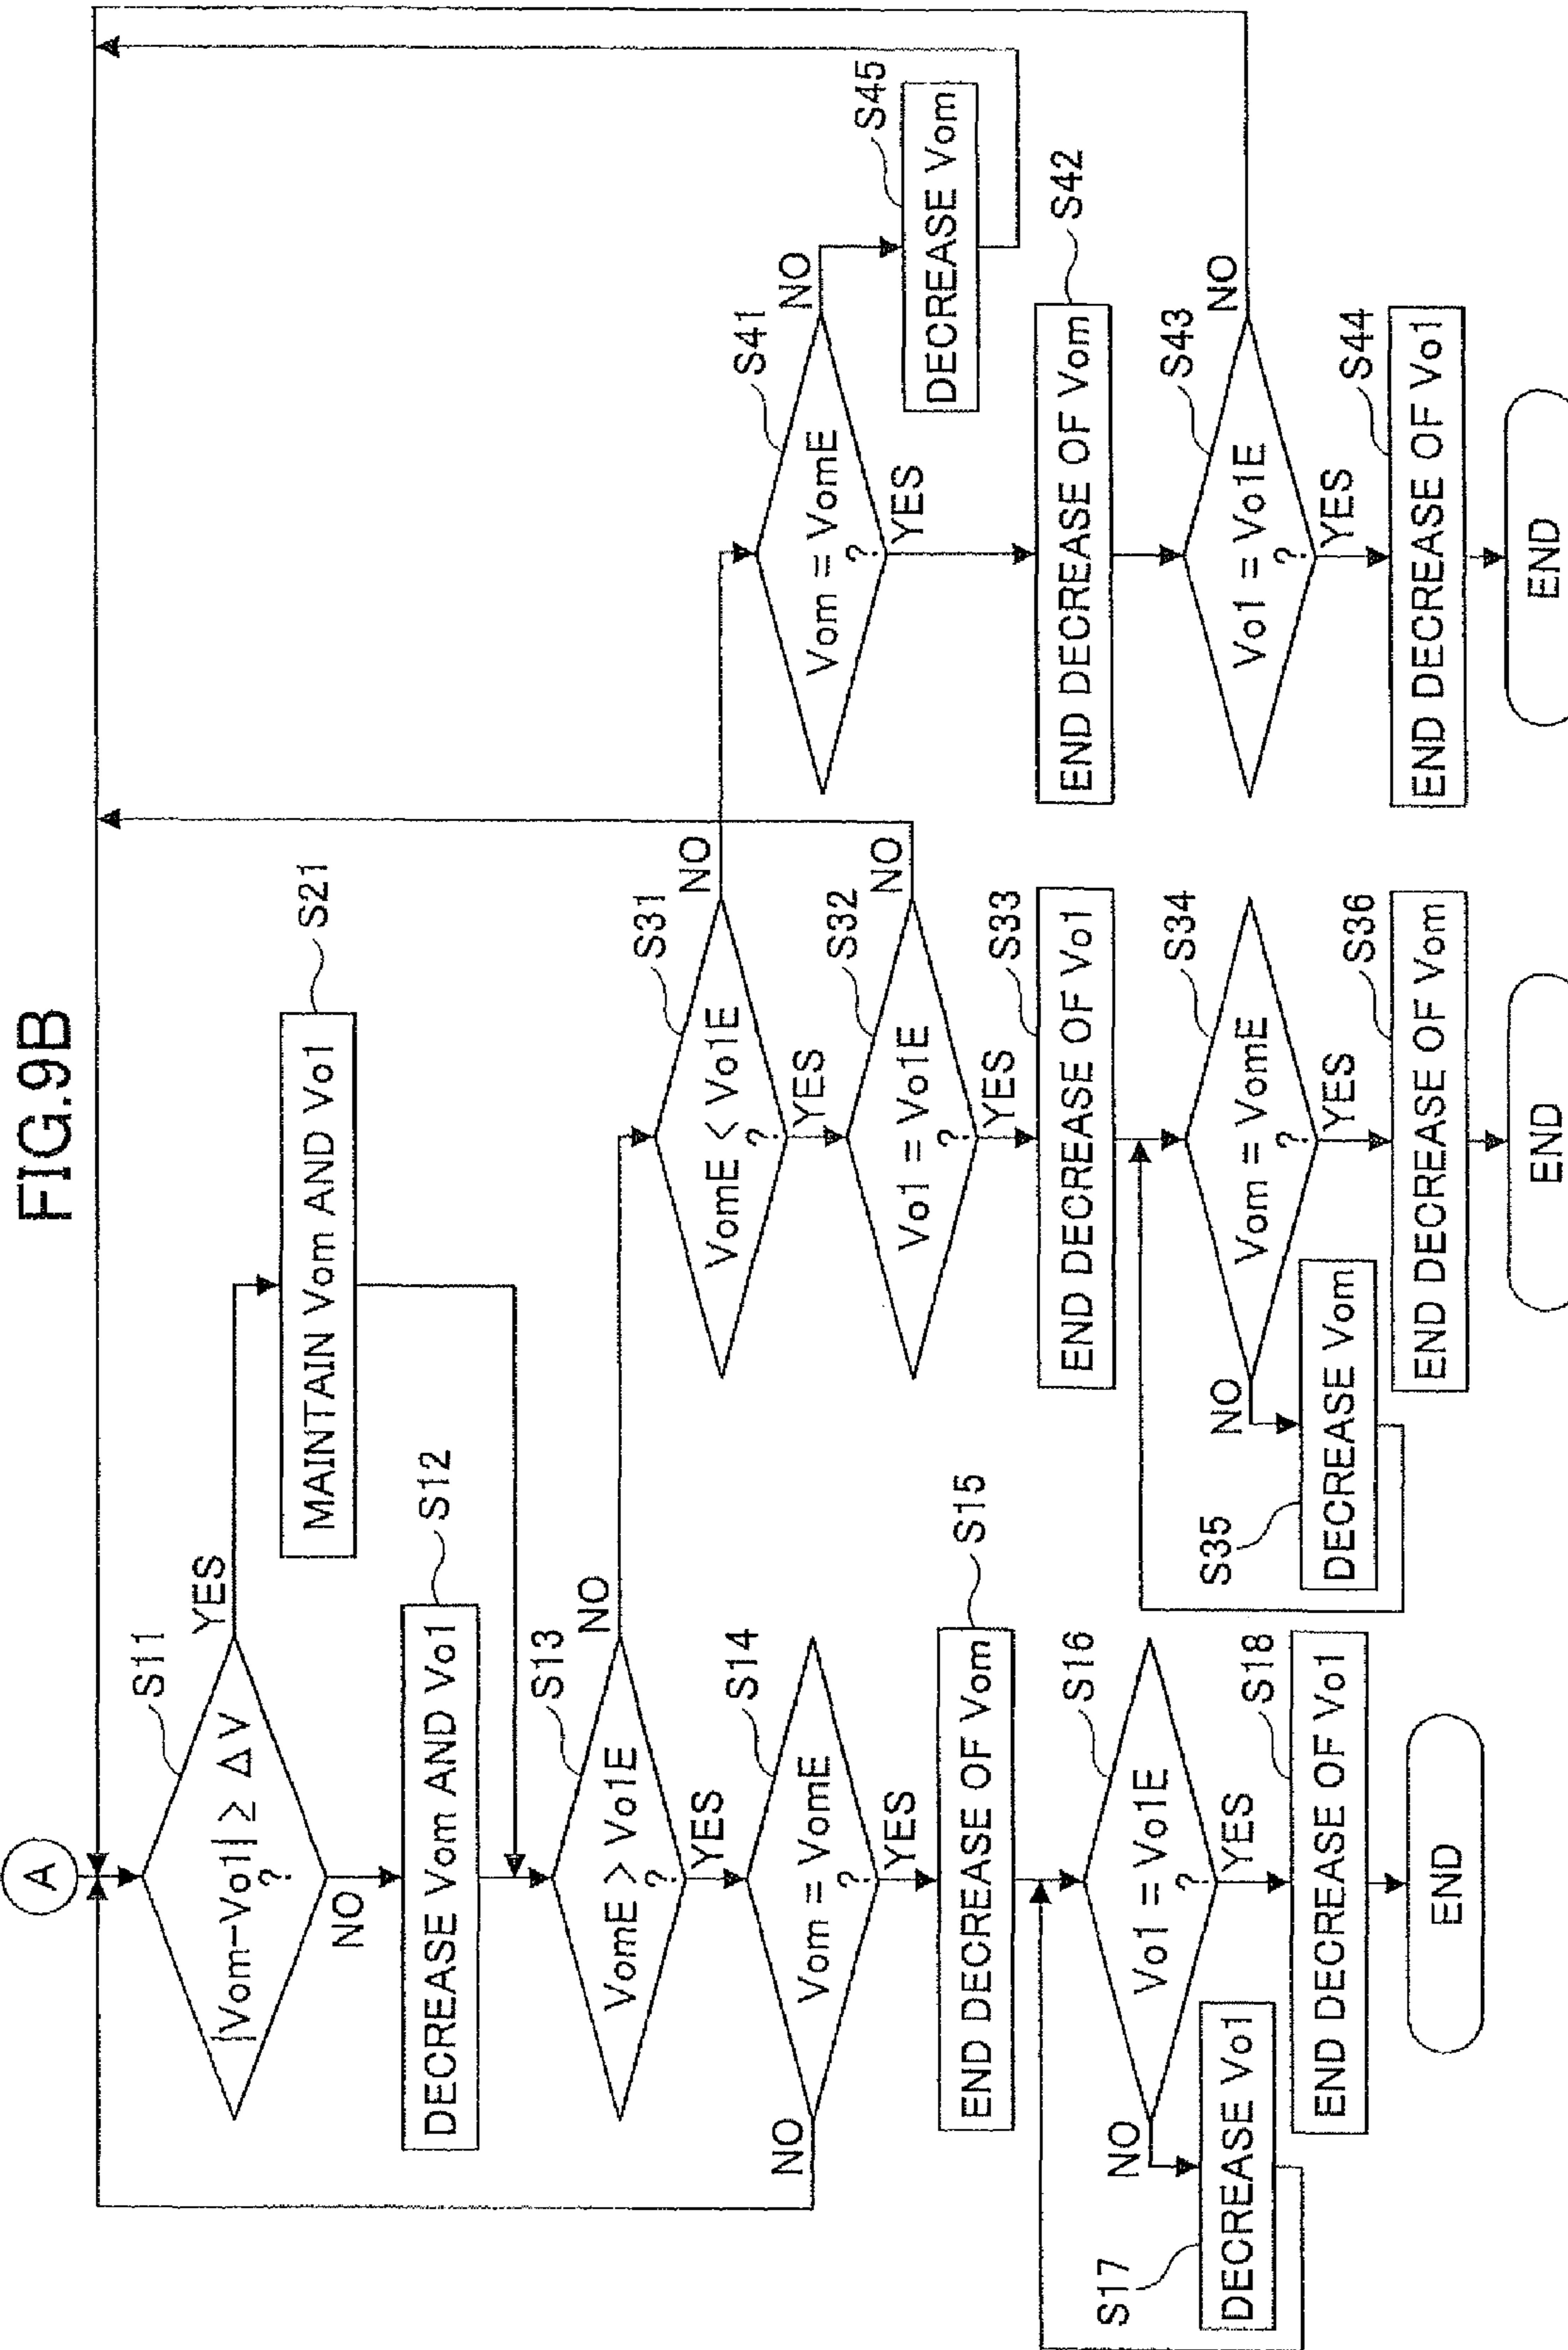 FIG.9B
A
S11
|Vom-Vo1| ≥ ΔV
?
YES
NO
S21
MAINTAIN Vom AND Vo1
S12
DECREASE Vom AND Vo1
S13
VomE > Vo1E
?
NO
YES
S14
Vom = VomE
?
NO
YES
S15
END DECREASE OF Vom
S16
Vo1 = Vo1E
?
NO
YES
S17
DECREASE Vo1
S18
END DECREASE OF Vo1
END
S31
VomE < Vo1E
?
NO
YES
S32
Vo1 = Vo1E
?
NO
YES
S33
END DECREASE OF Vo1
S34
Vom = VomE
?
NO
YES
S35
DECREASE Vom
S36
END DECREASE OF Vom
END
S41
Vom = VomE
?
NO
YES
S45
DECREASE Vom
S42
END DECREASE OF Vom
S43
Vo1 = Vo1E
?
NO
YES
S44
END DECREASE OF Vo1
END